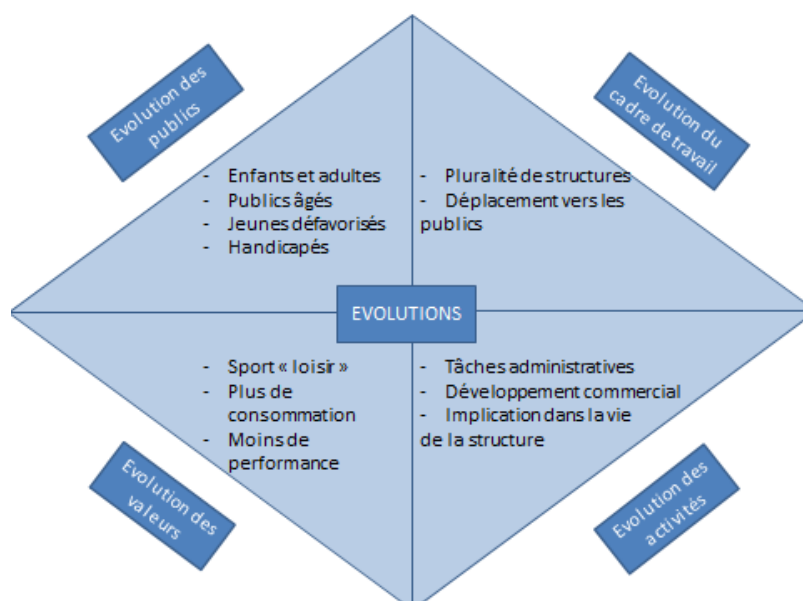 Evolution des
publics
Evolution du
cadre de travail
- Enfants et adultes
- Publics âgés
- Jeunes défavorisés
- Handicapés
- Pluralité de structures
- Déplacement vers les
publics
EVOLUTIONS
- Sport « loisir »
- Plus de
consommation
- Moins de
performance
- Tâches administratives
- Développement commercial
- Implication dans la vie
de la structure
Evolution des
valeurs
Evolution des
activités